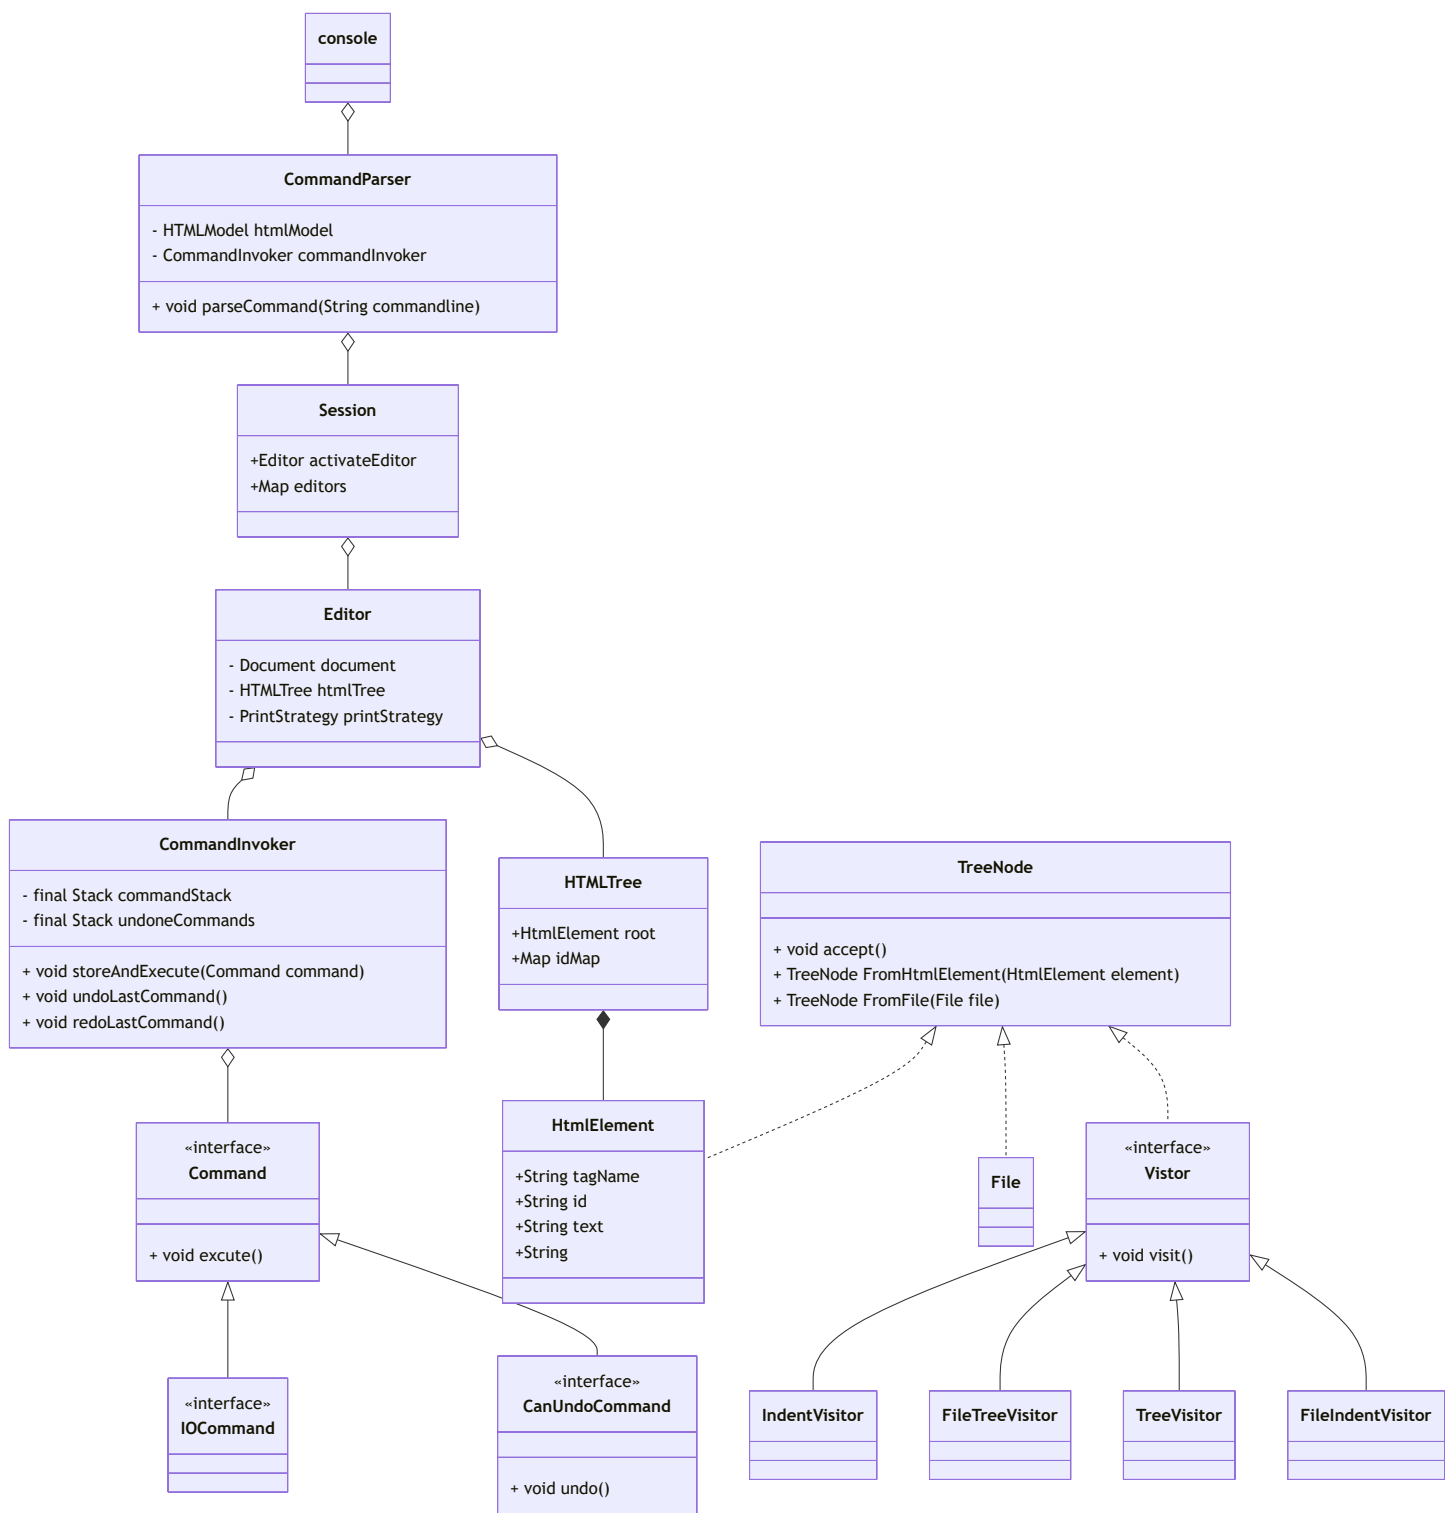 console
CommandParser
- HTMLModel htmlModel
- CommandInvoker commandInvoker
+ void parseCommand(String commandline)
Session
+Editor activateEditor
+Map editors
Editor
- Document document
- HTMLTree htmlTree
- PrintStrategy printStrategy
CommandInvoker
- final Stack commandStack
- final Stack undoneCommands
+ void storeAndExecute(Command command)
+ void undoLastCommand()
+ void redoLastCommand()
HTMLTree
+HtmlElement root
+Map idMap
TreeNode
+ void accept()
+ TreeNode FromHtmlElement(HtmlElement element)
+ TreeNode FromFile(File file)
«interface»
Command
+ void excute()
HtmlElement
+String tagName
+String id
+String text
+String
File
«interface»
Vistor
+ void visit()
«interface»
IOCommand
«interface»
CanUndoCommand
+ void undo()
IndentVisitor
FileTreeVisitor
TreeVisitor
FileIndentVisitor